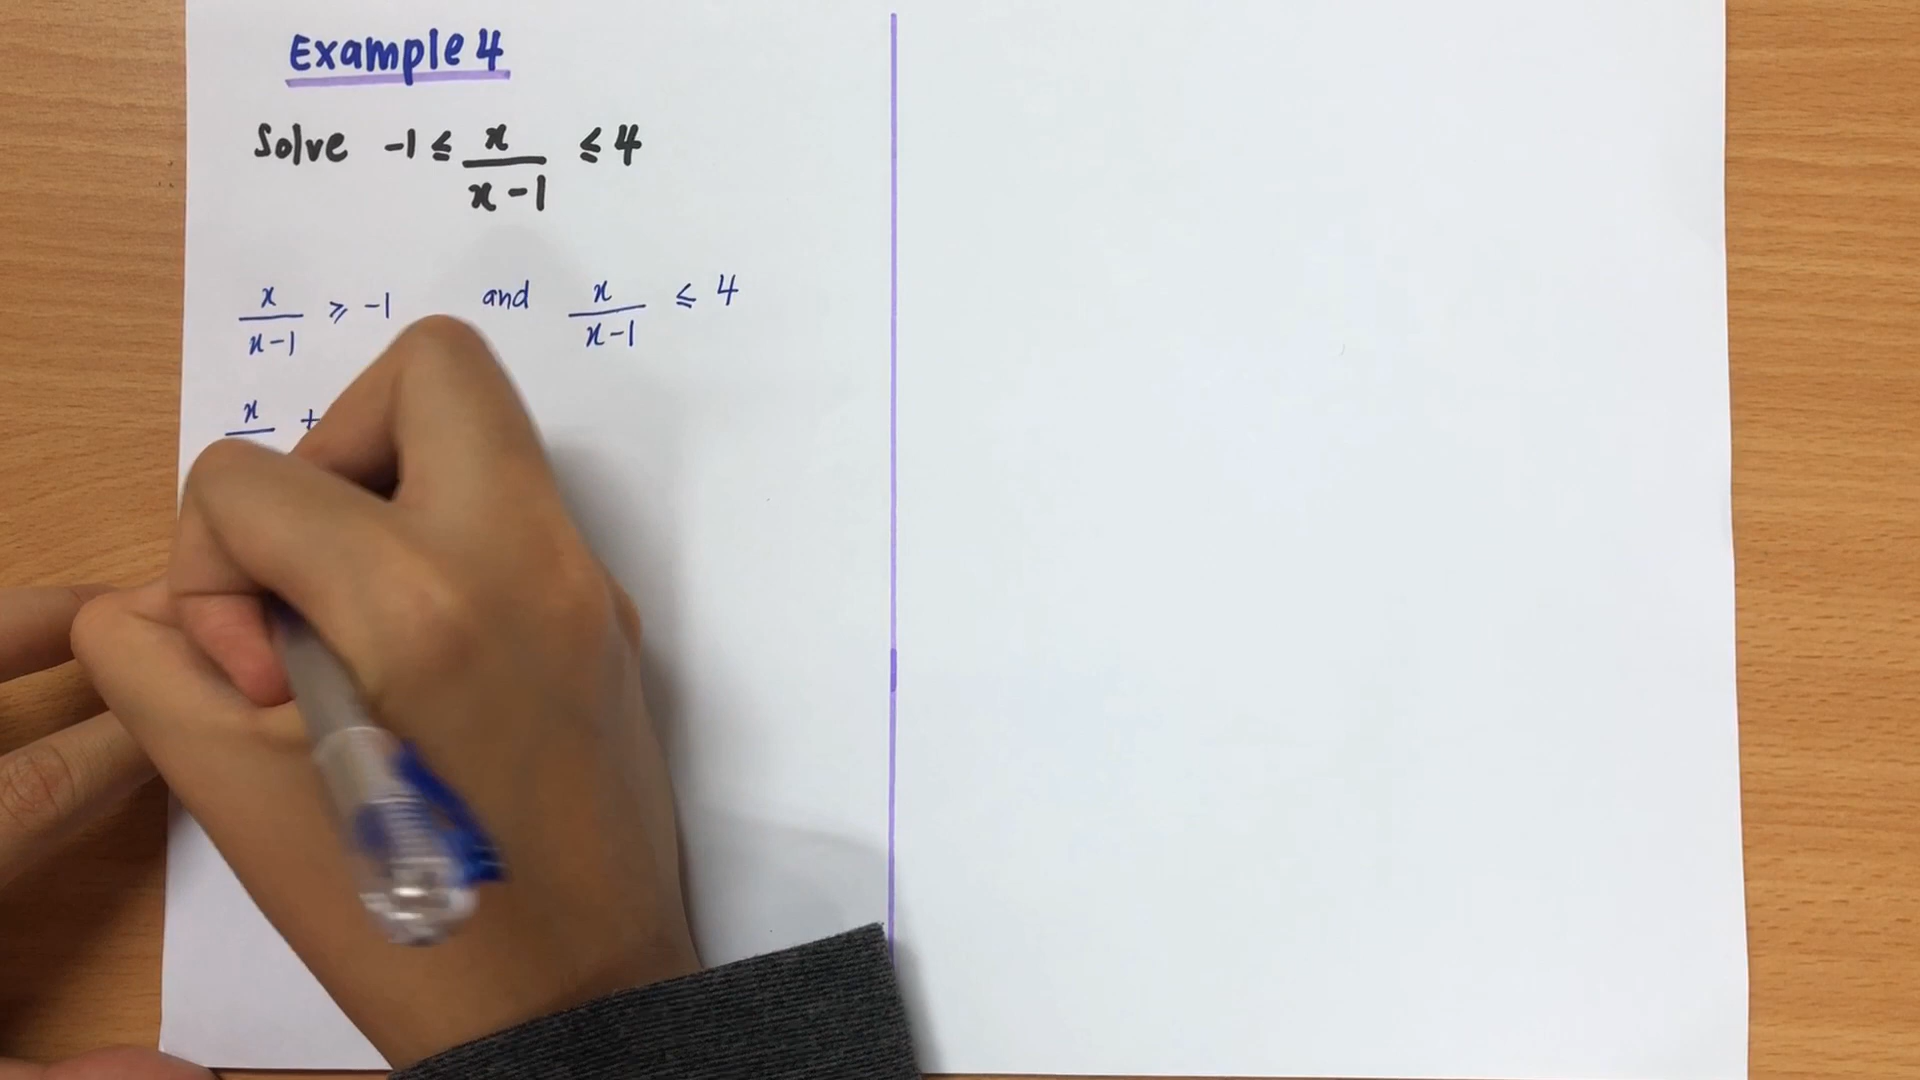 Example 4
Solve -1 ≤ x/(x-1) ≤ 4
x/(x-1) ≥ -1 and x/(x-1) ≤ 4
x +